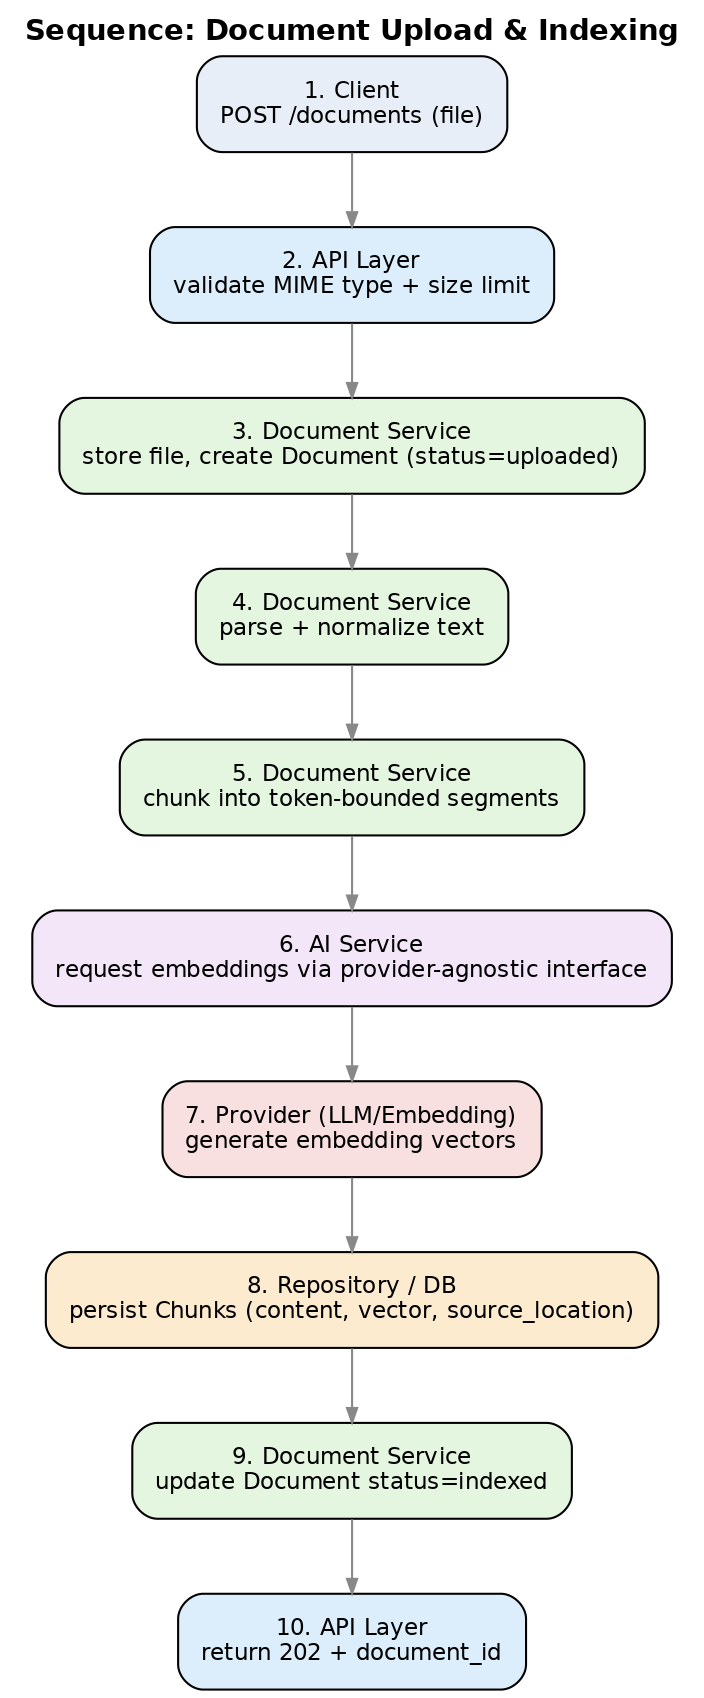 Sequence: Document Upload & Indexing
1. Client
POST /documents (file)
2. API Layer
validate MIME type + size limit
3. Document Service
store file, create Document (status=uploaded)
4. Document Service
parse + normalize text
5. Document Service
chunk into token-bounded segments
6. AI Service
request embeddings via provider-agnostic interface
7. Provider (LLM/Embedding)
generate embedding vectors
8. Repository / DB
persist Chunks (content, vector, source_location)
9. Document Service
update Document status=indexed
10. API Layer
return 202 + document_id